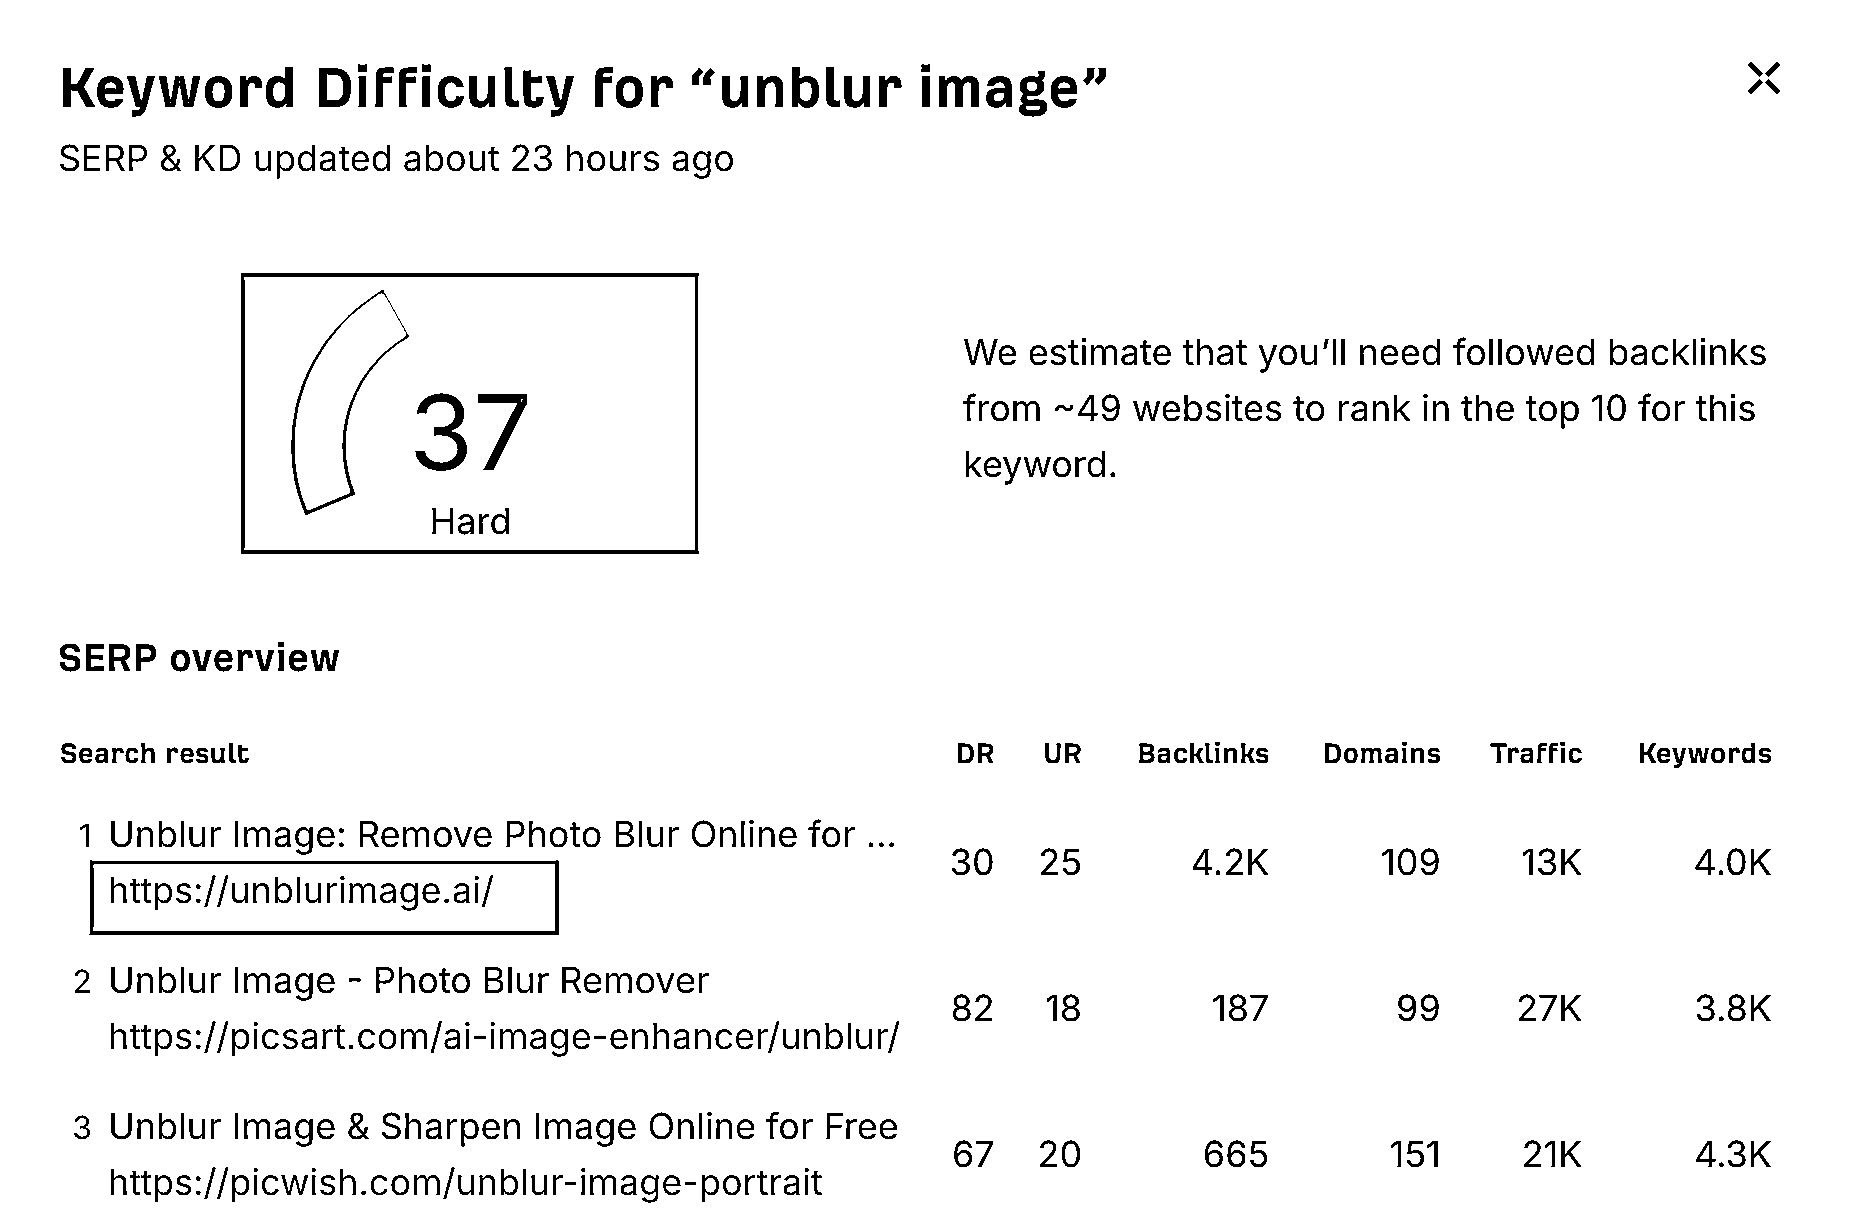 Keyword Difficulty for “unblur image”
SERP & KD updated about 23 hours ago
37
Hard
We estimate that you’ll need followed backlinks
from ~49 websites to rank in the top 10 for this
keyword.
SERP overview
Search result DR UR Backlinks Domains Traffic Keywords
1 Unblur Image: Remove Photo Blur Online for ...
https://unblurimage.ai/
30 25 4.2K 109 13K 4.0K
2 Unblur Image - Photo Blur Remover
https://picsart.com/ai-image-enhancer/unblur/
82 18 187 99 27K 3.8K
3 Unblur Image & Sharpen Image Online for Free
https://picwish.com/unblur-image-portrait
67 20 665 151 21K 4.3K